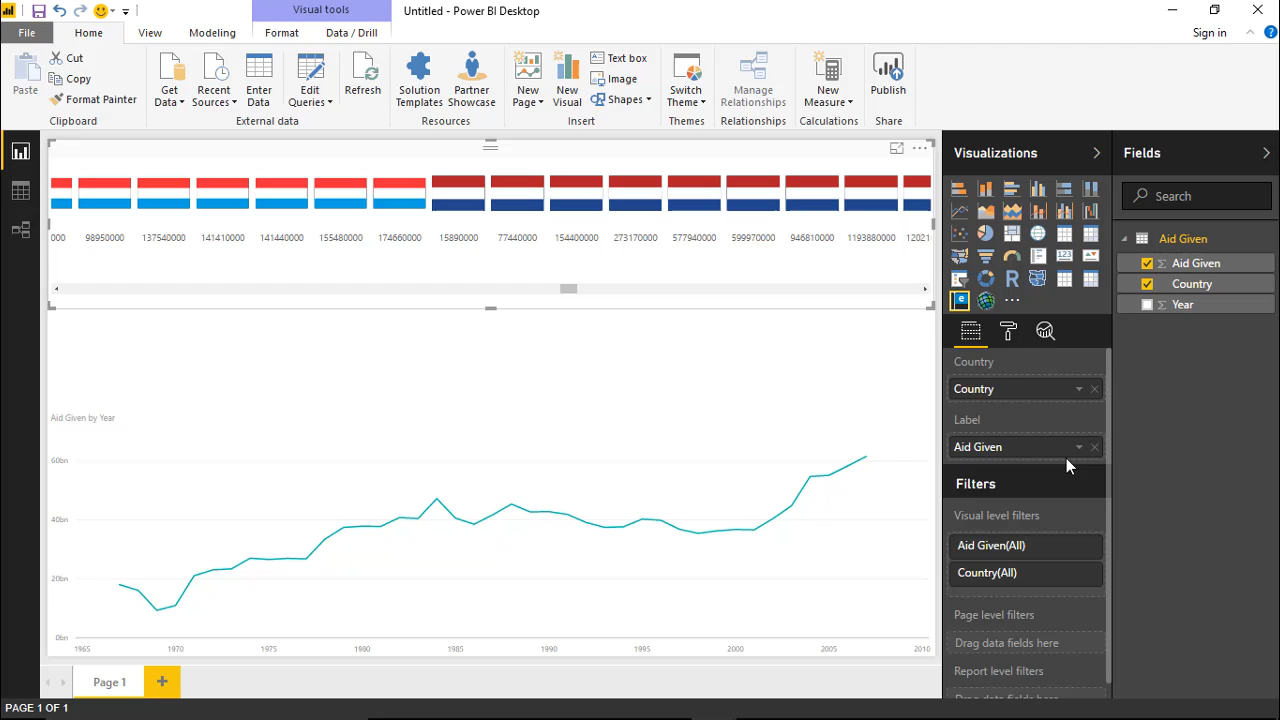 Visual tools
Untitled - Power BI Desktop
File
Home
View
Modeling
Format
Data / Drill
Sign in
Paste
Cut
Copy
Format Painter
Clipboard
Get Data
Recent Sources
Enter Data
External data
Edit Queries
Refresh
Solution Templates
Partner Showcase
Resources
New Page
New Visual
Text box
Image
Shapes
Insert
Switch Theme
Themes
Manage Relationships
Relationships
New Measure
Calculations
Publish
Share
000 98950000 137540000 141410000 141440000 155480000 174660000 15890000 77440000 154400000 273170000 577940000 599970000 946810000 1193880000 120210
Aid Given by Year
60bn
40bn
20bn
0bn
1965 1970 1975 1980 1985 1990 1995 2000 2005 2010
Page 1
PAGE 1 OF 1
Visualizations
R
123
e
Country
Country
Label
Aid Given
Filters
Visual level filters
Aid Given(All)
Country(All)
Page level filters
Drag data fields here
Report level filters
Fields
Search
Aid Given
Aid Given
Country
Year